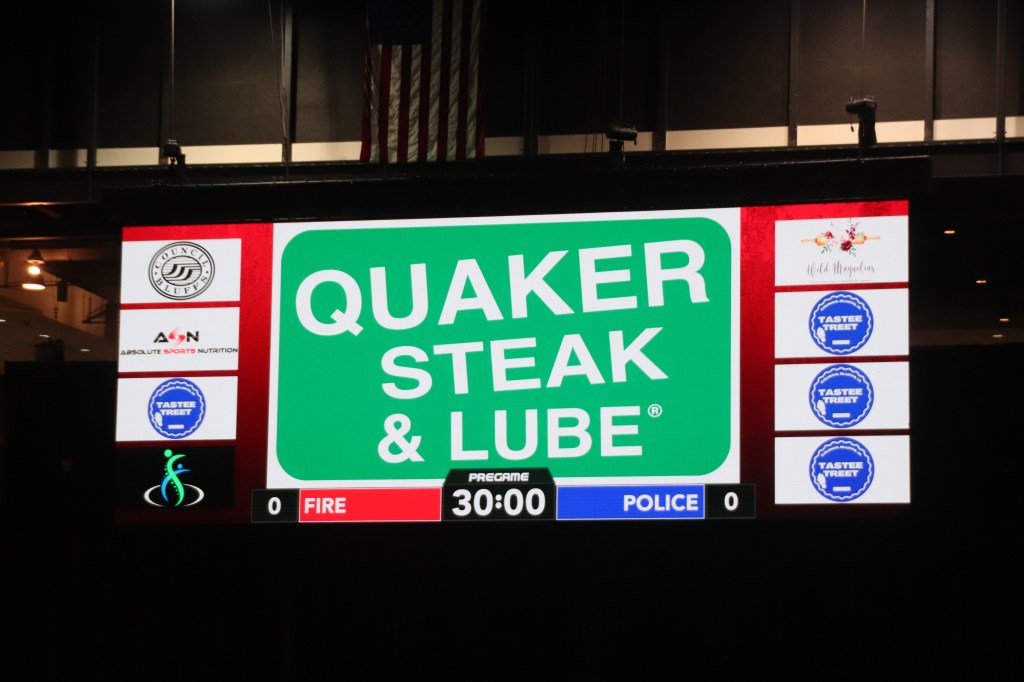 COUNCIL
BLUFFS
ASN
ABSOLUTE SPORTS NUTRITION
TASTEE
TREET
QUAKER
STEAK
& LUBE®
PREGAME
0 FIRE 30:00 POLICE 0
Wild Magnolias
TASTEE
TREET
TASTEE
TREET
TASTEE
TREET